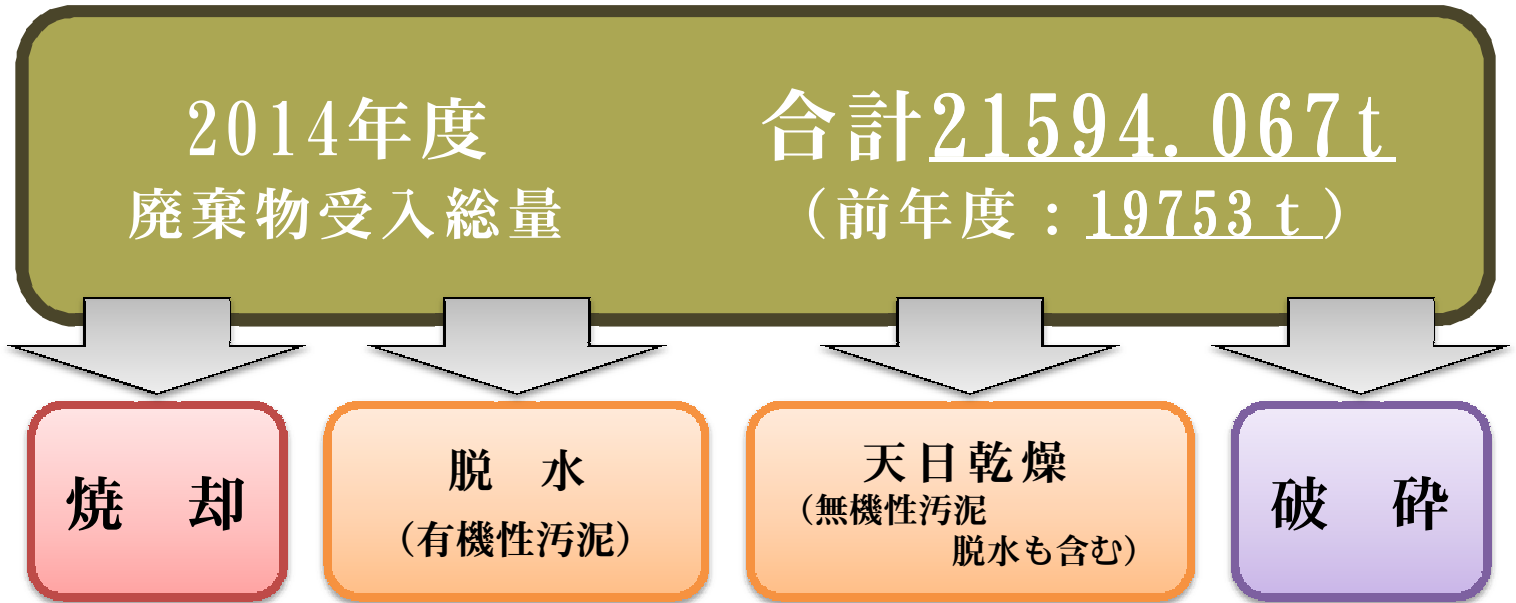 2014年度
廃棄物受入総量
合計21594.067t
（前年度：19753ｔ）
焼　却
脱　水
（有機性汚泥）
天日乾燥
（無機性汚泥
脱水も含む）
破　砕